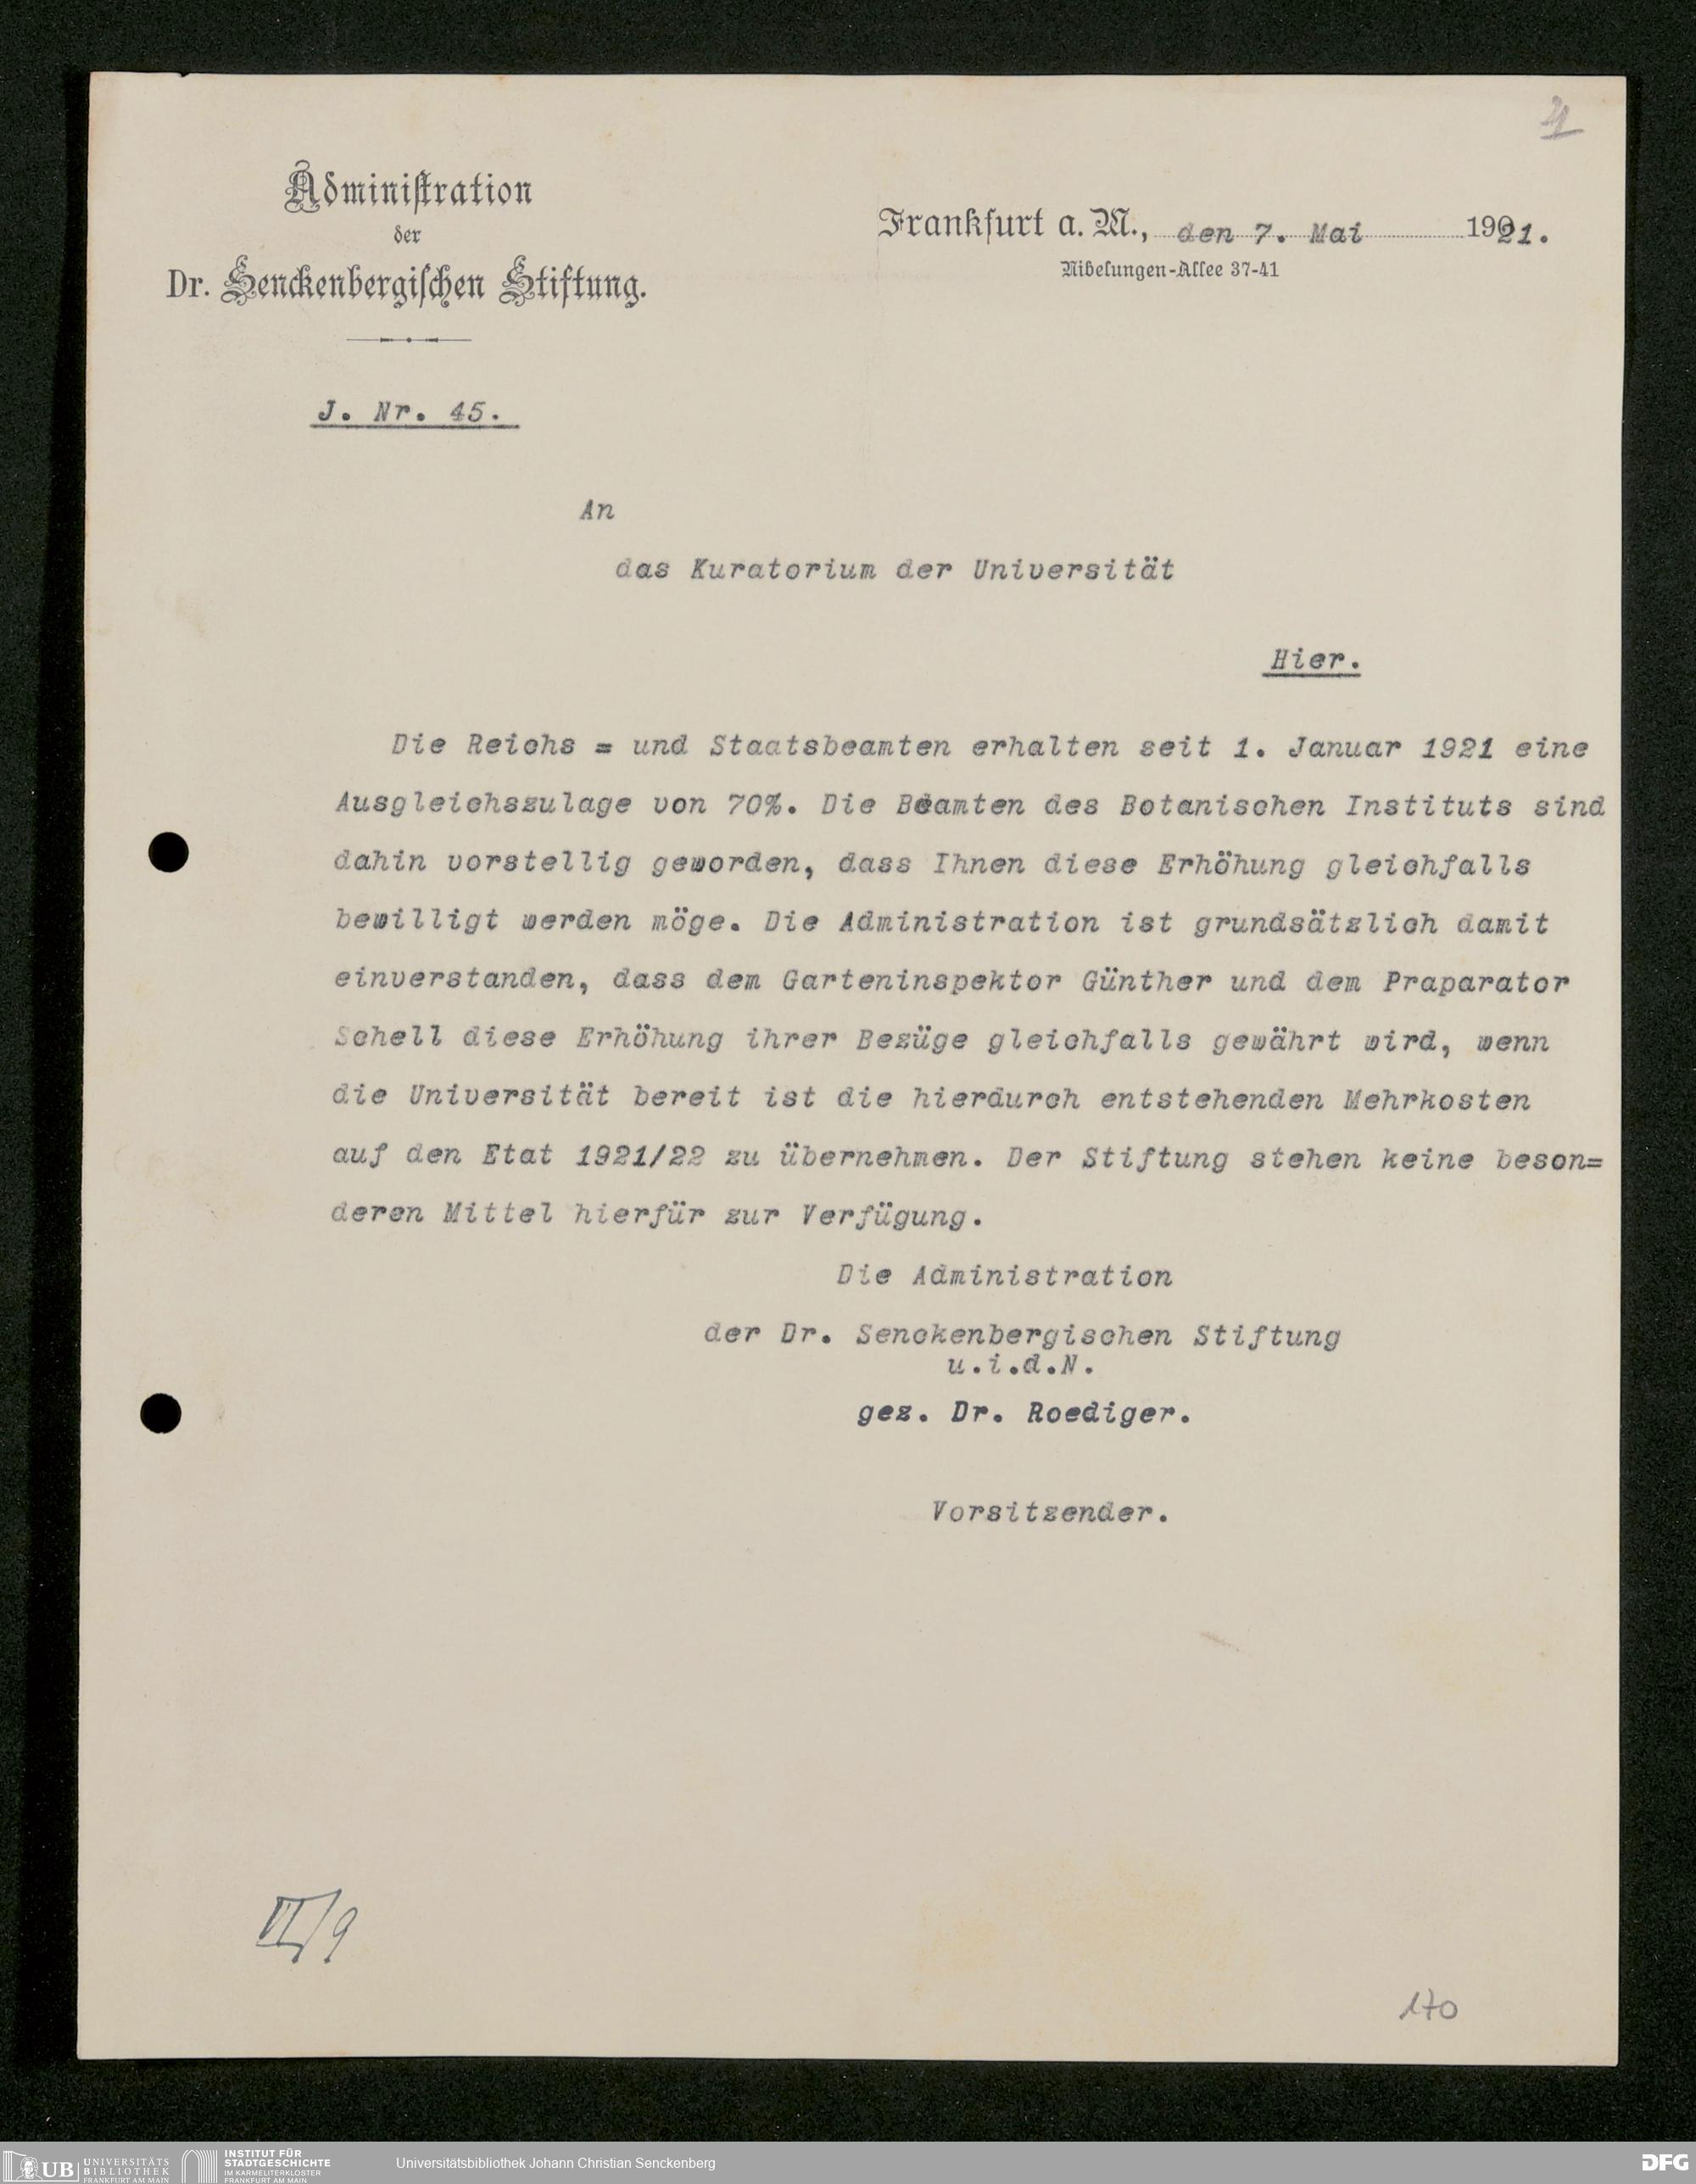 Administration
der
Dr. Senckenbergischen Stiftung.
Frankfurt a. M., den 7. Mai 1921.
Nibelungen-Allee 37-41
J. Nr. 45.
An
das Kuratorium der Universität
Hier.
Die Reichs = und Staatsbeamten erhalten seit 1. Januar 1921 eine
Ausgleichszulage von 70%. Die Beamten des Botanischen Instituts sind
dahin vorstellig geworden, dass Ihnen diese Erhöhung gleichfalls
bewilligt werden möge. Die Administration ist grundsätzlich damit
einverstanden, dass dem Garteninspektor Günther und dem Praparator
Schell diese Erhöhung ihrer Bezüge gleichfalls gewährt wird, wenn
die Universität bereit ist die hierdurch entstehenden Mehrkosten
auf den Etat 1921/22 zu übernehmen. Der Stiftung stehen keine beson=
deren Mittel hierfür zur Verfügung.
Die Administration
der Dr. Senckenbergischen Stiftung
u.i.d.N.
gez. Dr. Roediger.
Vorsitzender.
VI/9
170
UB UNIVERSITÄTS
BIBLIOTHEK
FRANKFURT AM MAIN
INSTITUT FÜR
STADTGESCHICHTE
IM KARMELITERKLOSTER
FRANKFURT AM MAIN
Universitätsbibliothek Johann Christian Senckenberg
DFG